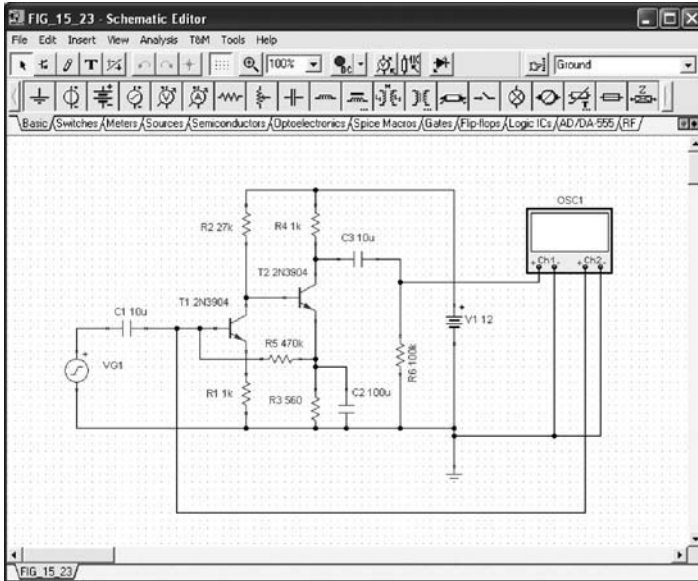 FIG_15_23 - Schematic Editor
File Edit Insert View Analysis T&M Tools Help
T 100% DC Ground
Basic Switches Meters Sources Semiconductors Optoelectronics Spice Macros Gates Flip-flops Logic ICs AD/DA-555 RF
OSC1
R2 27k
R4 1k
C3 10u
+ Ch1 - + Ch2 -
T2 2N3904
T1 2N3904
C1 10u
+
V1 12
+
VG1
R5 470k
R6 100k
R1 1k
R3 560
C2 100u
FIG_15_23